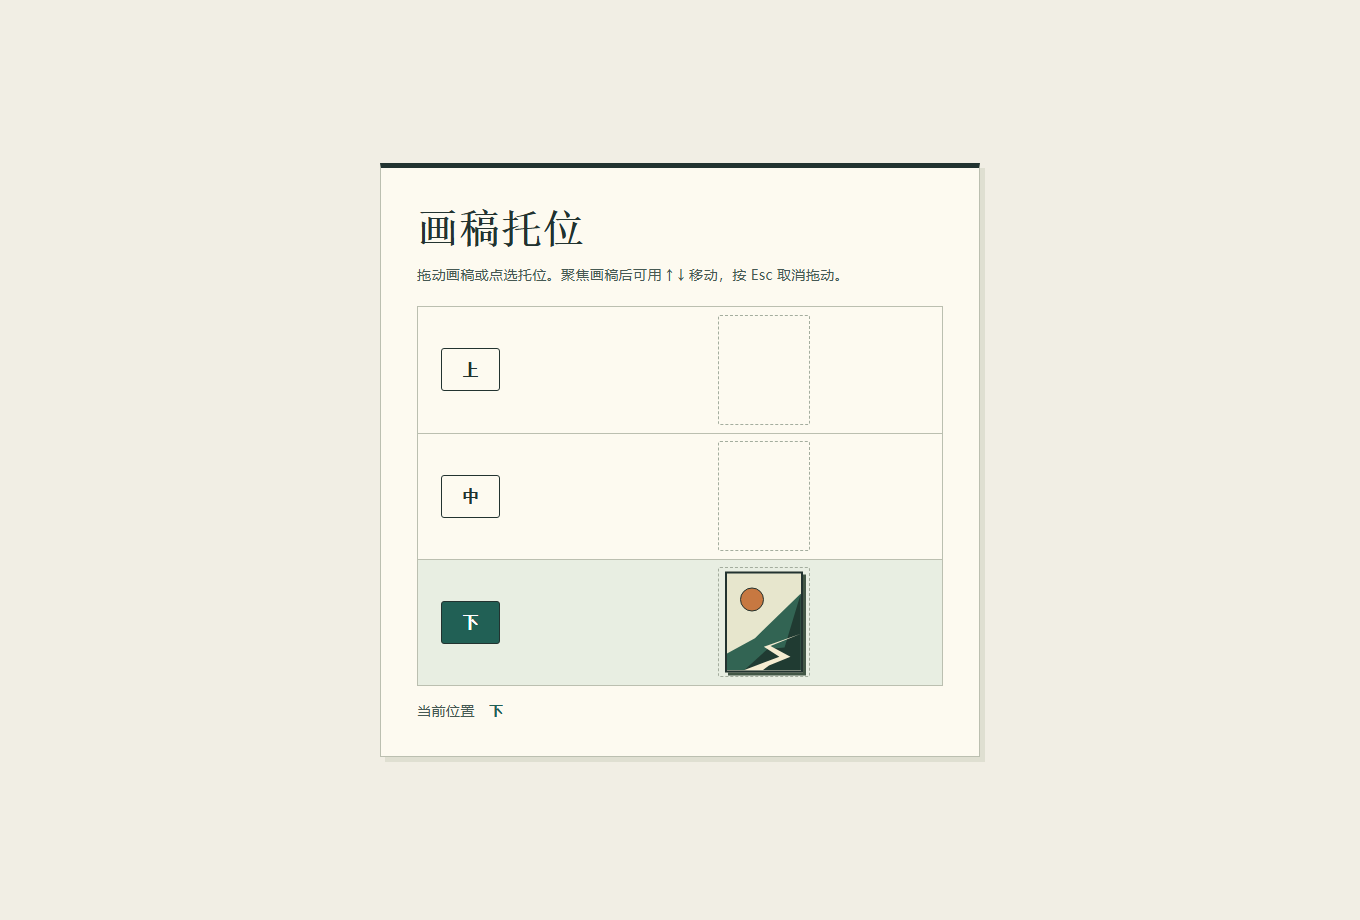 画稿托位
拖动画稿或点选托位。聚焦画稿后可用 ↑ ↓ 移动，按 Esc 取消拖动。
上
中
下
当前位置 下